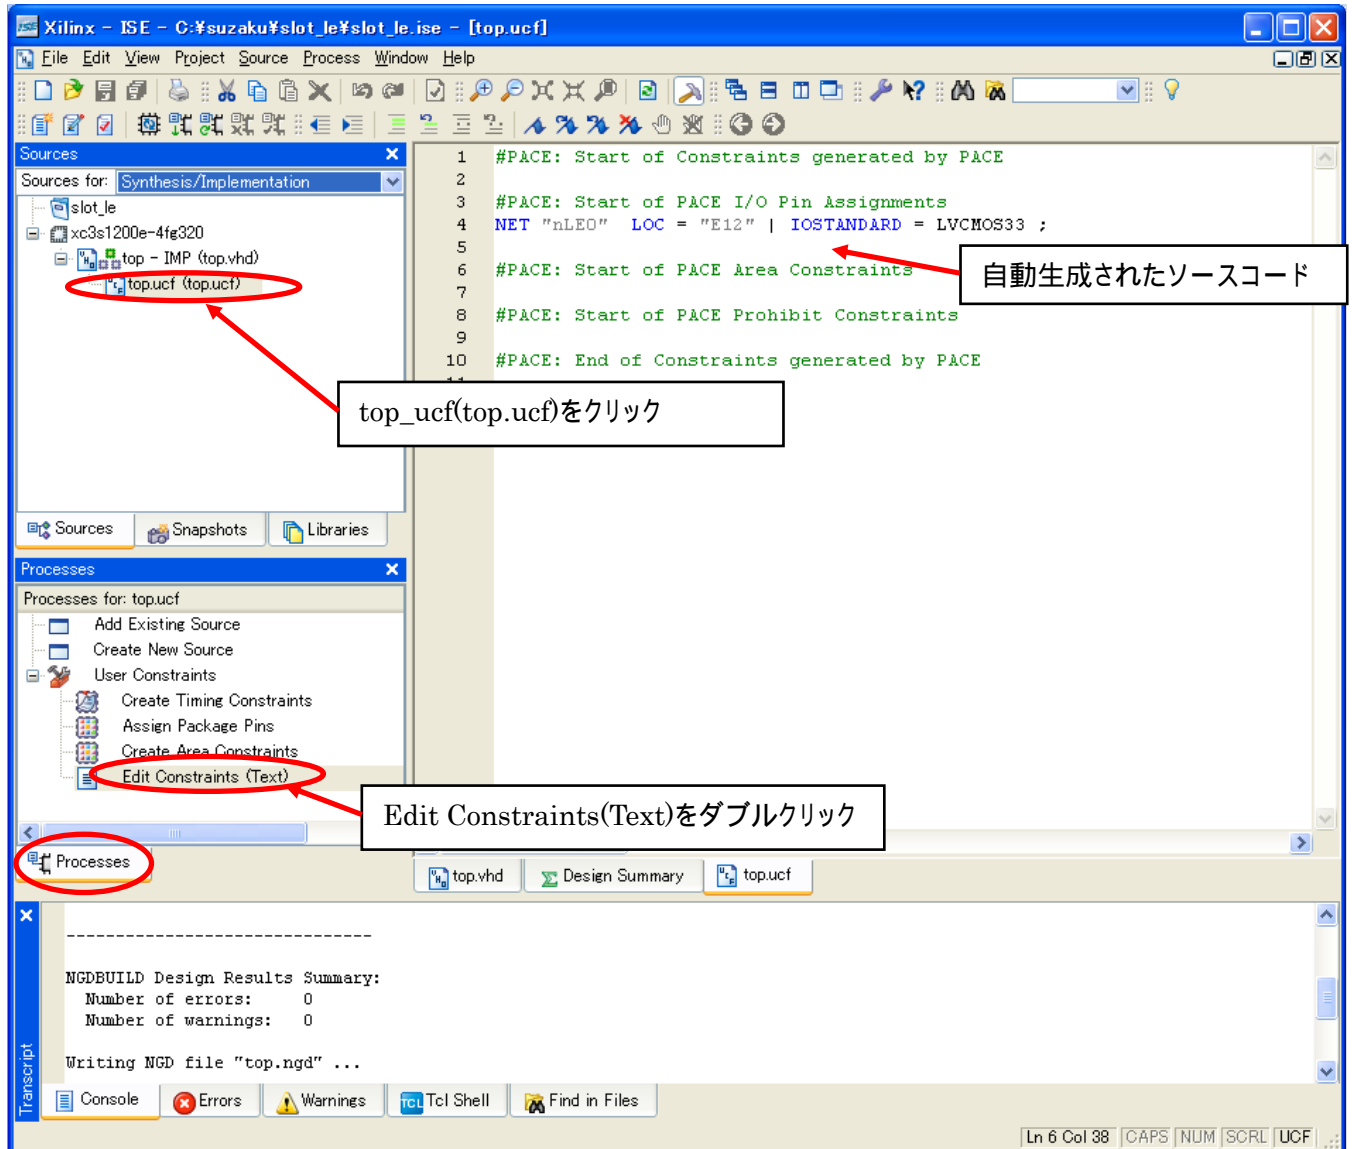 Xilinx - ISE - C:¥suzaku¥slot_le¥slot_le.ise - [top.ucf]
File Edit View Project Source Process Window Help
Sources
Sources for: Synthesis/Implementation
slot_le
xc3s1200e-4fg320
top - IMP (top.vhd)
top.ucf (top.ucf)
Sources Snapshots Libraries
1 #PACE: Start of Constraints generated by PACE
2
3 #PACE: Start of PACE I/O Pin Assignments
4 NET "nLE0" LOC = "E12" | IOSTANDARD = LVCMOS33 ;
5
6 #PACE: Start of PACE Area Constraints
7
8 #PACE: Start of PACE Prohibit Constraints
9
10 #PACE: End of Constraints generated by PACE
自動生成されたソースコード
top_ucf(top.ucf)をクリック
Processes
Processes for: top.ucf
Add Existing Source
Create New Source
User Constraints
Create Timing Constraints
Assign Package Pins
Create Area Constraints
Edit Constraints (Text)
Edit Constraints(Text)をダブルクリック
Processes
top.vhd Design Summary top.ucf
Transcript
------------------------------
NGDBUILD Design Results Summary:
Number of errors: 0
Number of warnings: 0
Writing NGD file "top.ngd" ...
Console Errors Warnings TCL Tcl Shell Find in Files
Ln 6 Col 38 CAPS NUM SCRL UCF